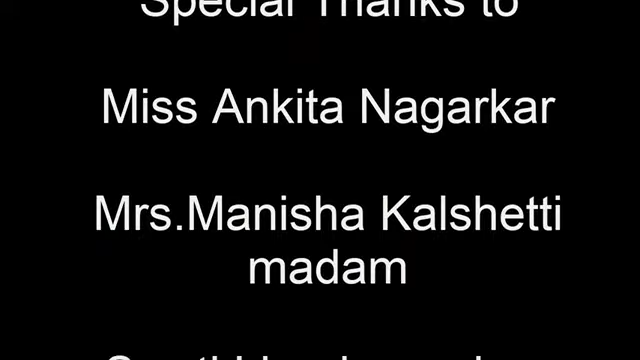 Special Thanks to
Miss Ankita Nagarkar
Mrs.Manisha Kalshetti
madam